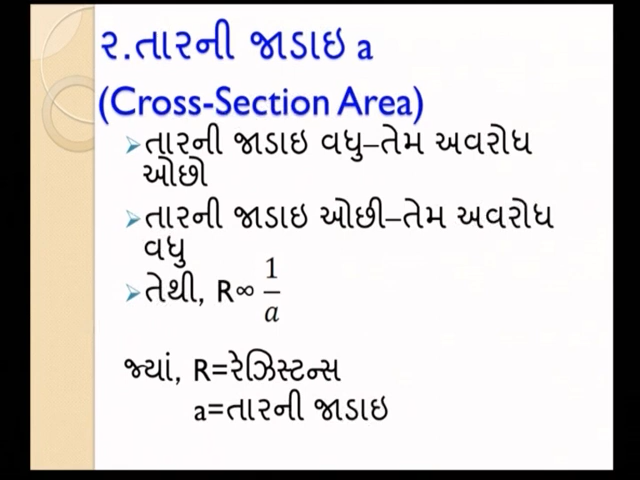 ૨.તારની જાડાઇ a
(Cross-Section Area)
➢તારની જાડાઇ વધુ–તેમ અવરોધ
ઓછો
➢તારની જાડાઇ ઓછી–તેમ અવરોધ
વધુ
➢તેથી, R∞ 1/a
જ્યાં, R=રેઝિસ્ટન્સ
a=તારની જાડાઇ